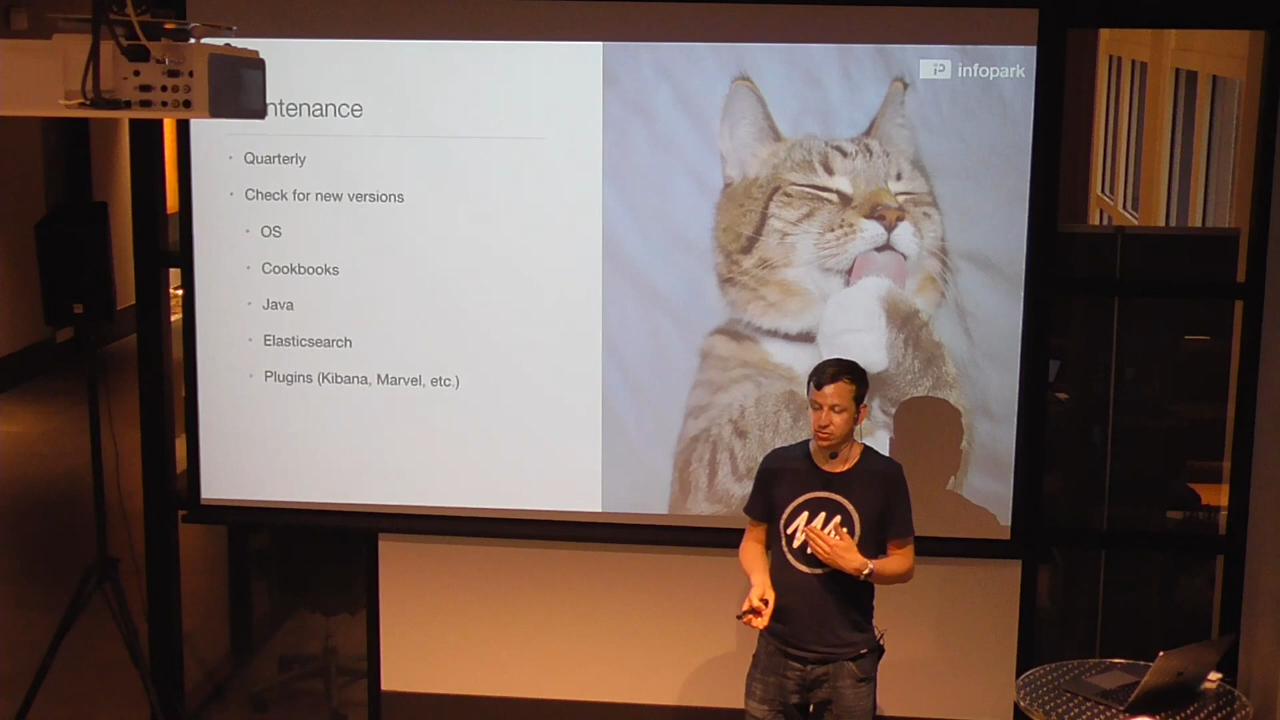 infopark
ntenance
Quarterly
Check for new versions
OS
Cookbooks
Java
Elasticsearch
Plugins (Kibana, Marvel, etc.)